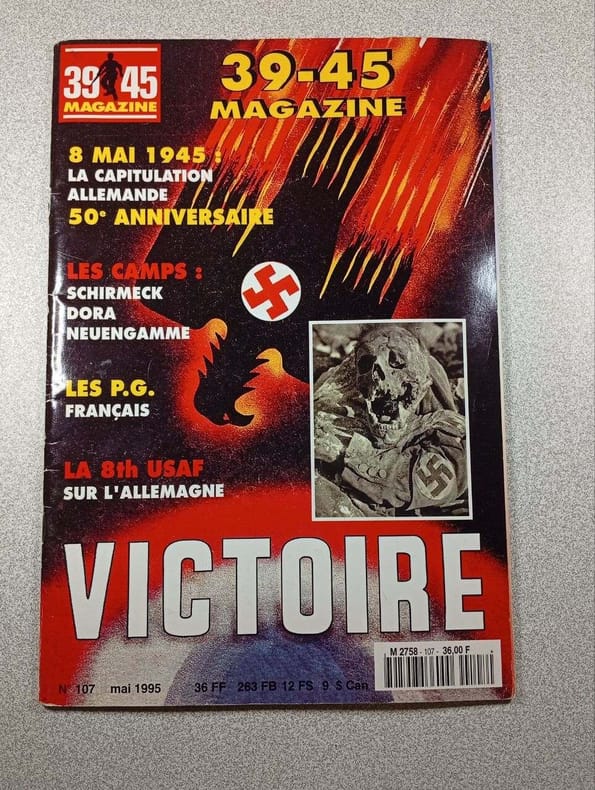 39 45
MAGAZINE
39-45
MAGAZINE
8 MAI 1945 :
LA CAPITULATION
ALLEMANDE
50e ANNIVERSAIRE
LES CAMPS :
SCHIRMECK
DORA
NEUENGAMME
LES P.G.
FRANÇAIS
LA 8th USAF
SUR L'ALLEMAGNE
VICTOIRE
M 2758 - 107 - 36,00 F
N° 107 mai 1995 36 FF 263 FB 12 FS 9 $ Can